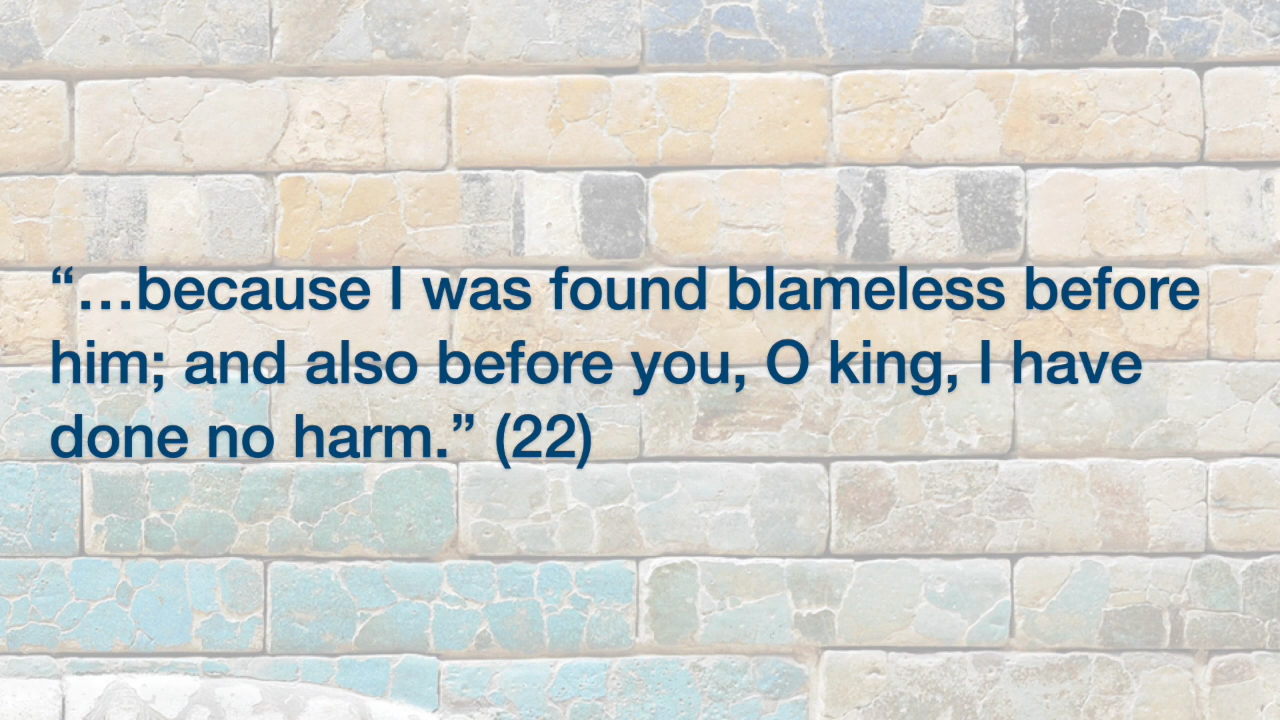 “…because I was found blameless before
him; and also before you, O king, I have
done no harm.” (22)